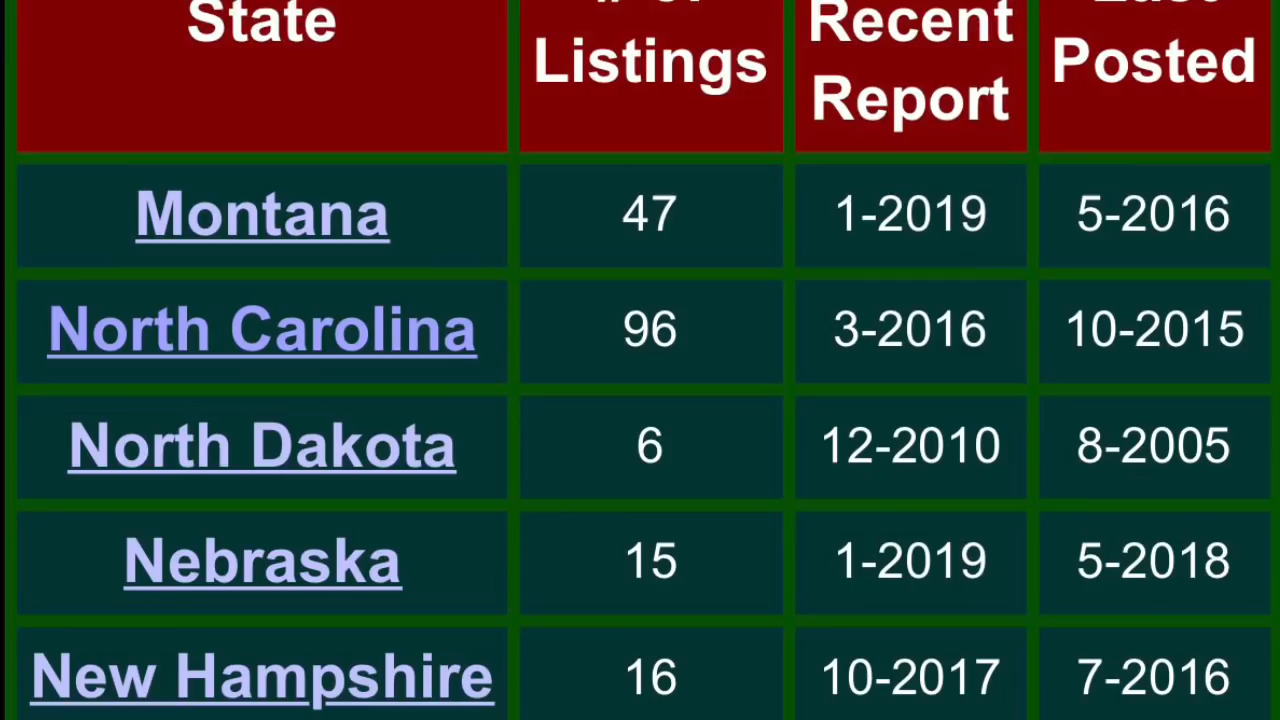 State
Listings
Recent
Report
Posted
Montana 47 1-2019 5-2016
North Carolina 96 3-2016 10-2015
North Dakota 6 12-2010 8-2005
Nebraska 15 1-2019 5-2018
New Hampshire 16 10-2017 7-2016